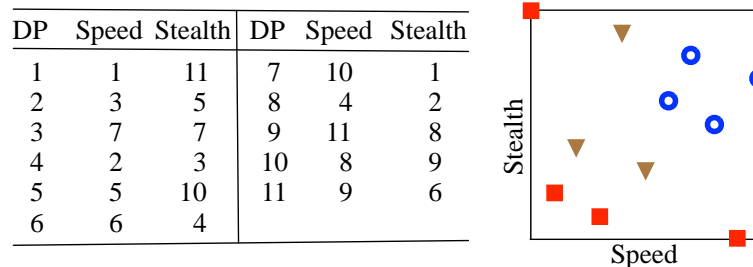 DP Speed Stealth DP Speed Stealth
1 1 11 7 10 1
2 3 5 8 4 2
3 7 7 9 11 8
4 2 3 10 8 9
5 5 10 11 9 6
6 6 4
Stealth
Speed